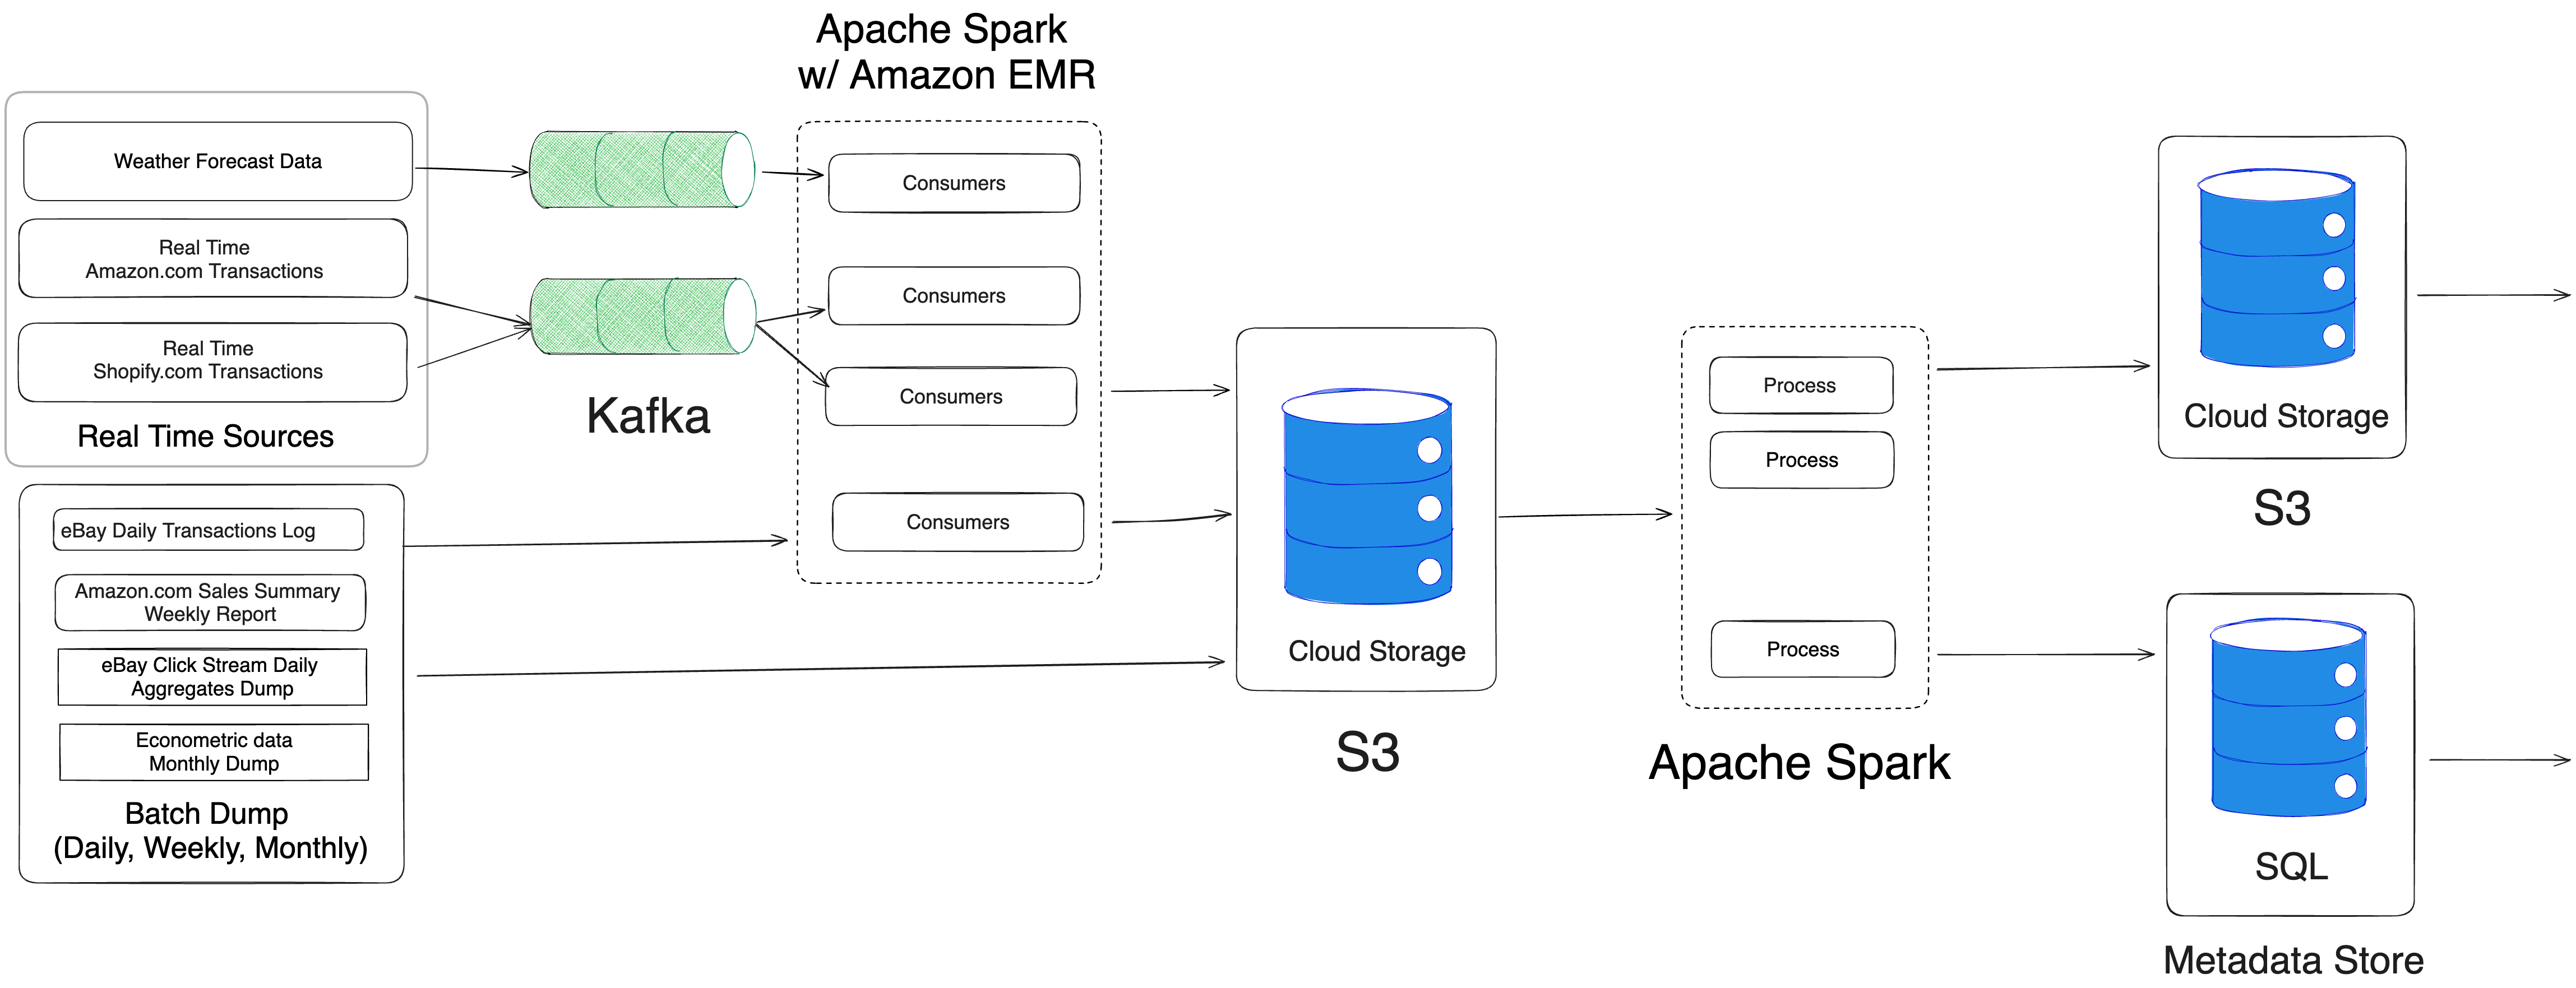 Apache Spark
w/ Amazon EMR
Weather Forecast Data
Real Time
Amazon.com Transactions
Real Time
Shopify.com Transactions
Real Time Sources
Kafka
Consumers
Consumers
Consumers
Consumers
eBay Daily Transactions Log
Amazon.com Sales Summary
Weekly Report
eBay Click Stream Daily
Aggregates Dump
Econometric data
Monthly Dump
Batch Dump
(Daily, Weekly, Monthly)
Cloud Storage
S3
Process
Process
Process
Apache Spark
Cloud Storage
S3
SQL
Metadata Store